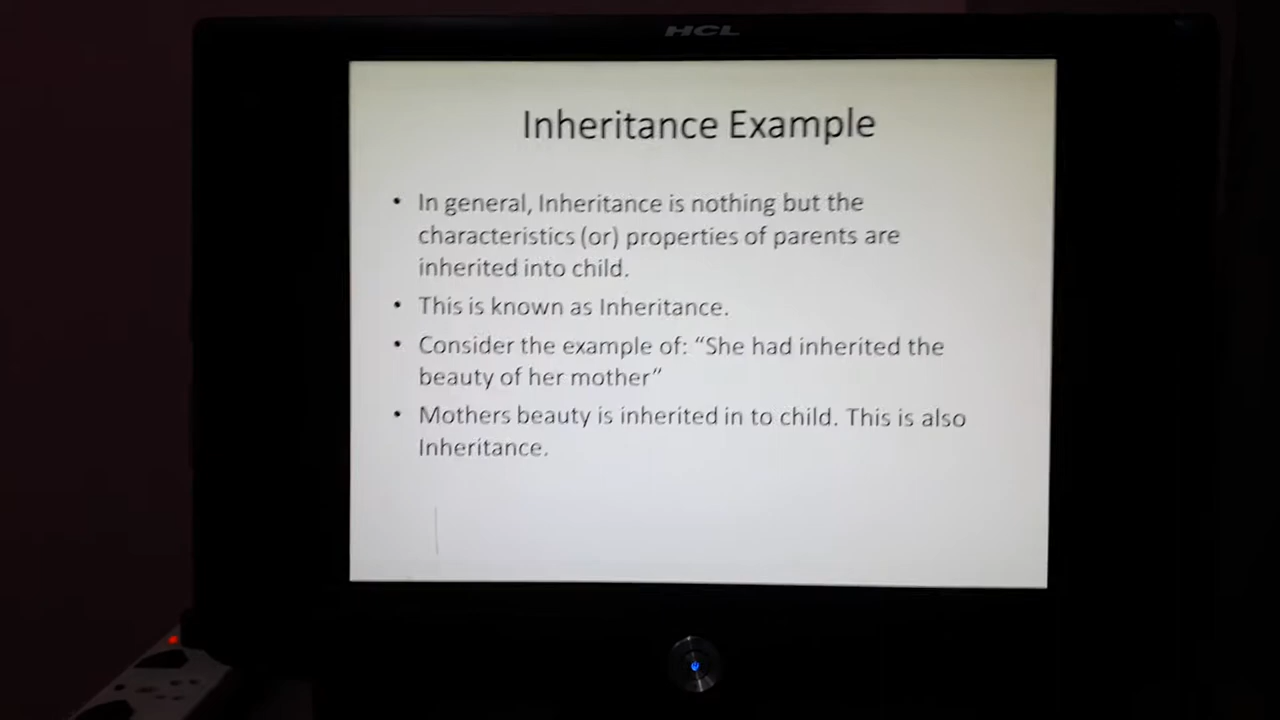 HCL
Inheritance Example
• In general, Inheritance is nothing but the
characteristics (or) properties of parents are
inherited into child.
• This is known as Inheritance.
• Consider the example of: “She had inherited the
beauty of her mother”
• Mothers beauty is inherited in to child. This is also
Inheritance.